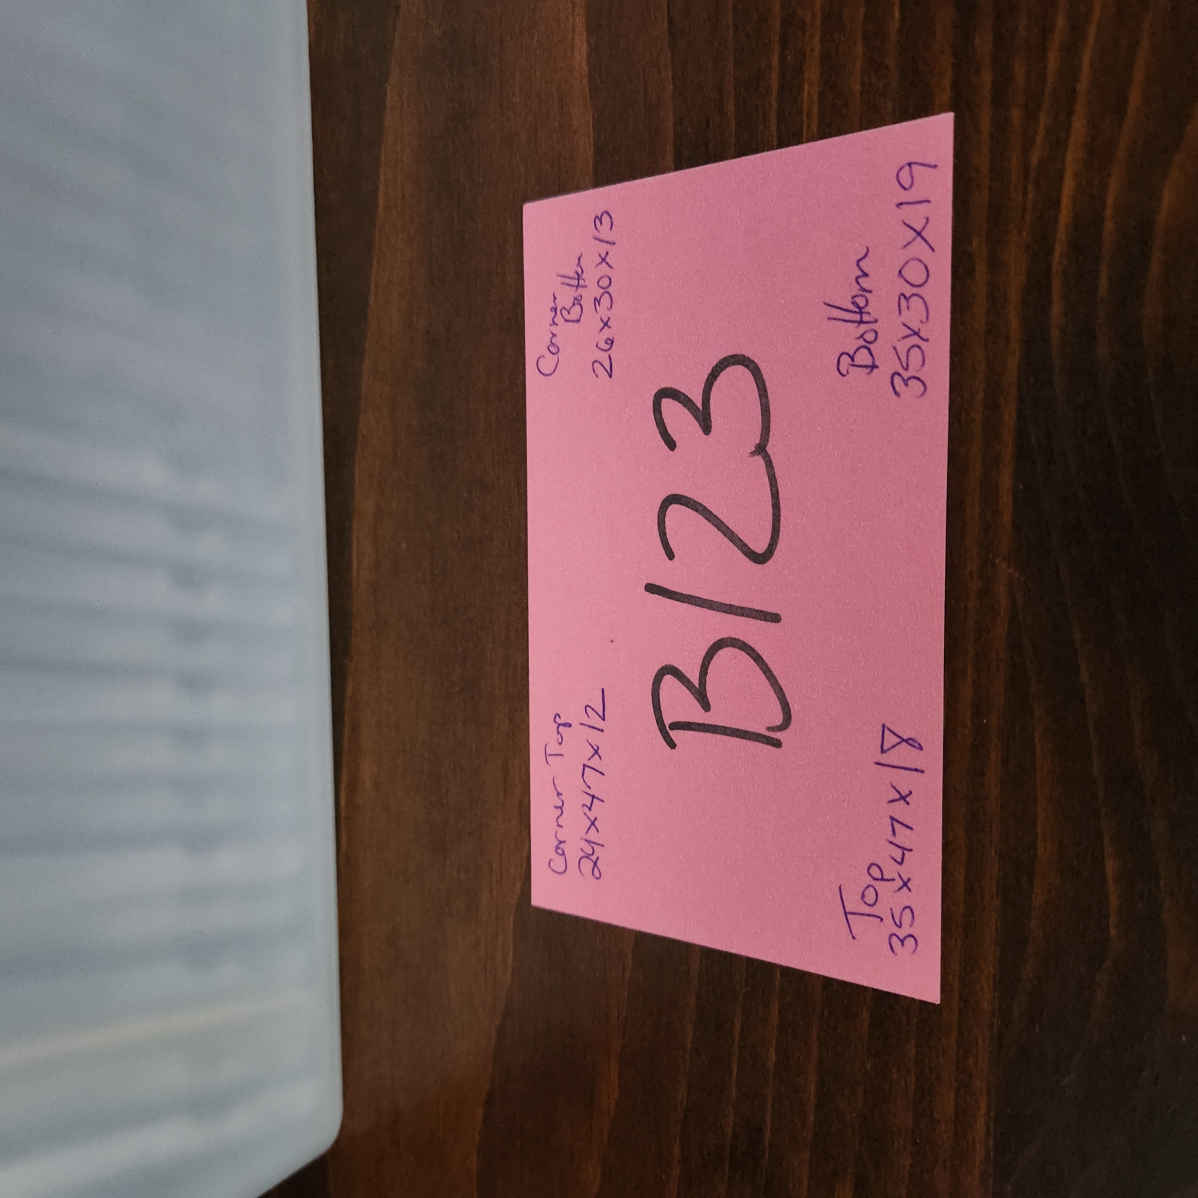 Corner Top
24x47x12
Corner
Bottom
26x30x13
B123
Top
35x47x18
Bottom
35x30x19